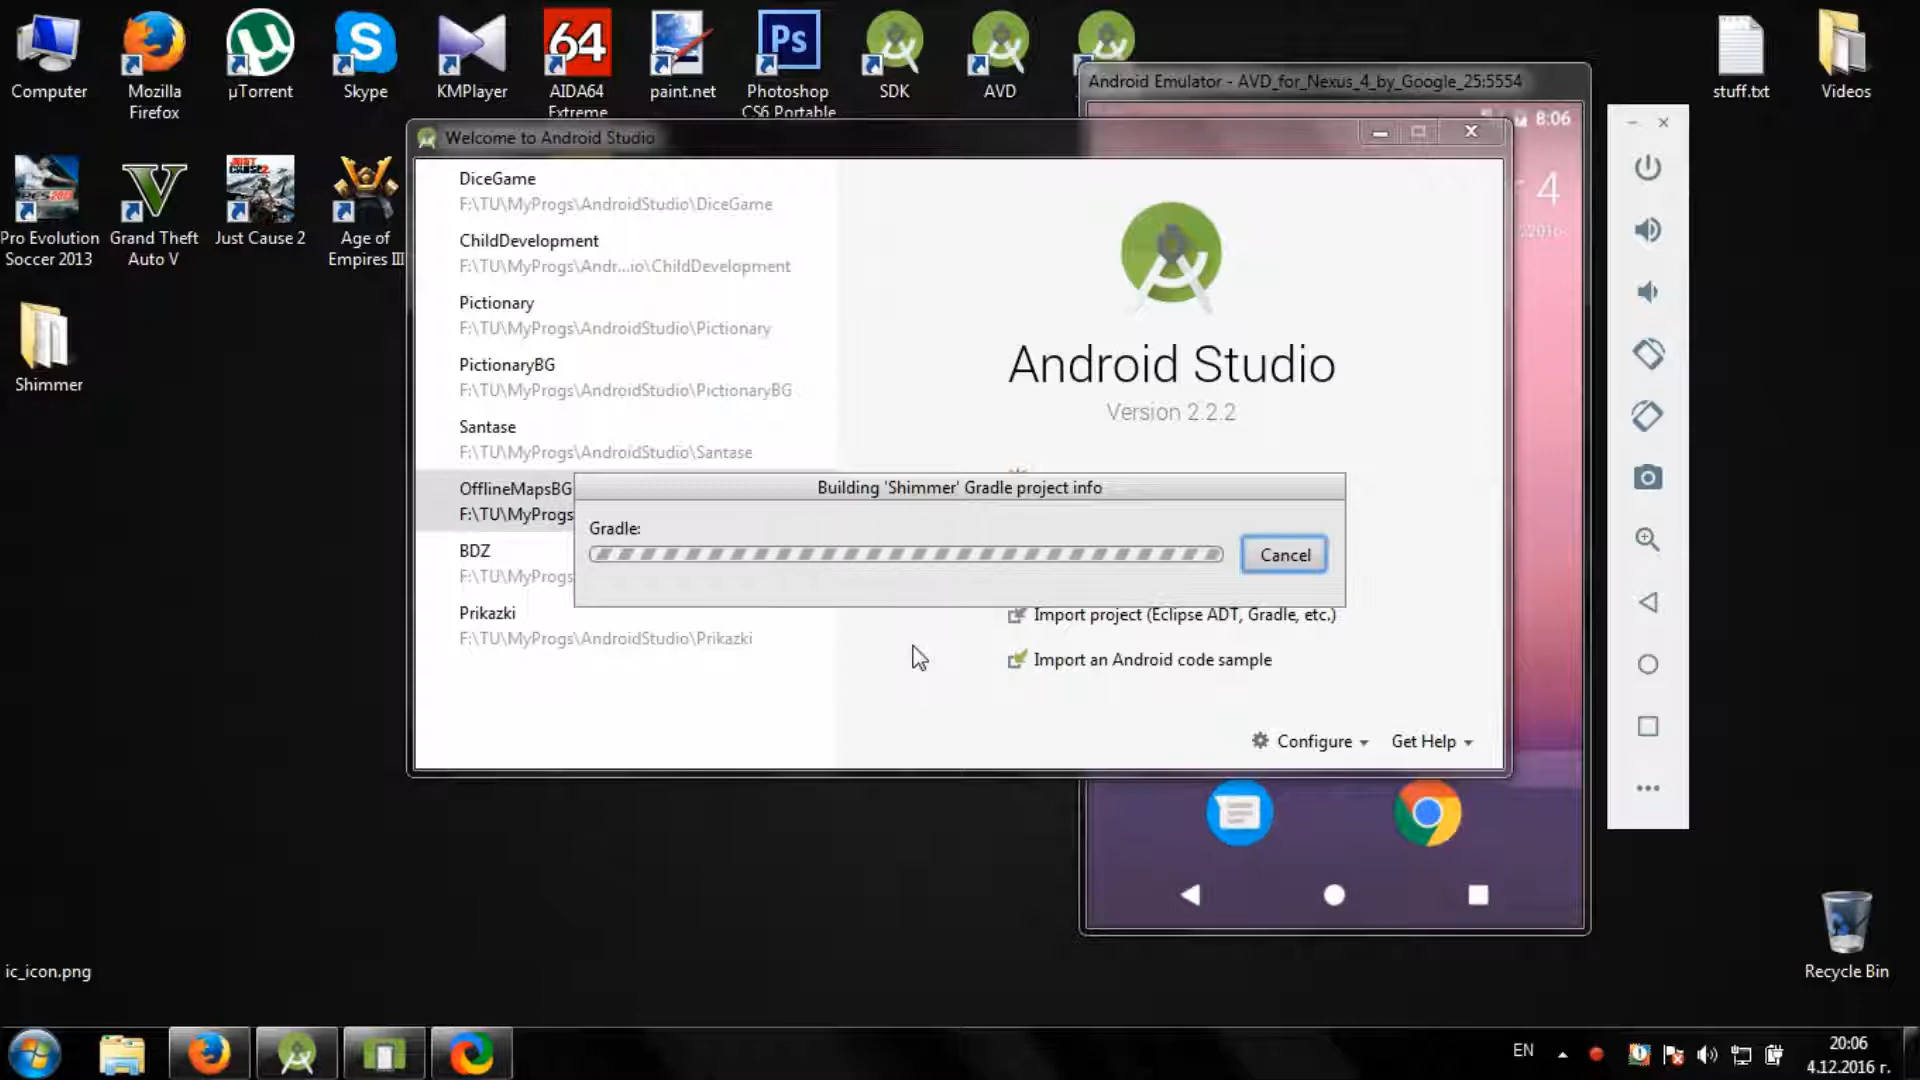 Computer
Mozilla
Firefox
µTorrent
Skype
KMPlayer
64
AIDA64
Extreme
paint.net
Ps
Photoshop
CS6 Portable
SDK
AVD
stuff.txt
Videos
Pro Evolution
Soccer 2013
Grand Theft
Auto V
JUST CAUSE 2
Just Cause 2
Age of
Empires III
Shimmer
ic_icon.png
Android Emulator - AVD_for_Nexus_4_by_Google_25:5554
8:06
4
2016
Welcome to Android Studio
DiceGame
F:\TU\MyProgs\AndroidStudio\DiceGame
ChildDevelopment
F:\TU\MyProgs\Andr...io\ChildDevelopment
Pictionary
F:\TU\MyProgs\AndroidStudio\Pictionary
PictionaryBG
F:\TU\MyProgs\AndroidStudio\PictionaryBG
Santase
F:\TU\MyProgs\AndroidStudio\Santase
OfflineMapsBG
F:\TU\MyProgs
BDZ
F:\TU\MyProgs
Prikazki
F:\TU\MyProgs\AndroidStudio\Prikazki
Android Studio
Version 2.2.2
Building 'Shimmer' Gradle project info
Gradle:
Cancel
Import project (Eclipse ADT, Gradle, etc.)
Import an Android code sample
Configure
Get Help
Recycle Bin
EN
20:06
4.12.2016 г.